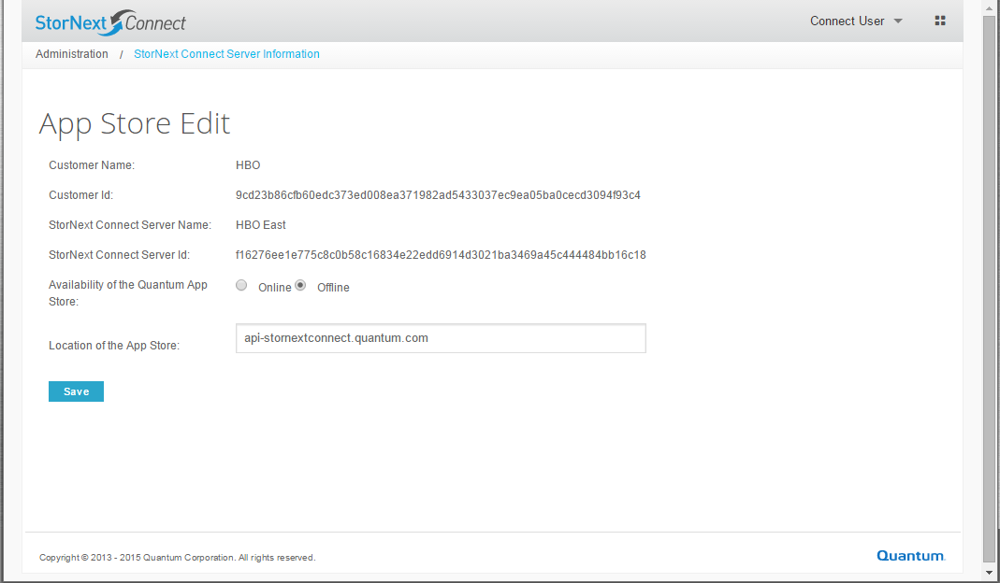 StorNext Connect
Connect User
Administration / StorNext Connect Server Information
App Store Edit
Customer Name: HBO
Customer Id: 9cd23b86cfb60edc373ed008ea371982ad5433037ec9ea05ba0cecd3094f93c4
StorNext Connect Server Name: HBO East
StorNext Connect Server Id: f16276ee1e775c8c0b58c16834e22edd6914d3021ba3469a45c444484bb16c18
Availability of the Quantum App
Store:
Online Offline
Location of the App Store: api-stornextconnect.quantum.com
Save
Copyright © 2013 - 2015 Quantum Corporation. All rights reserved.
Quantum.